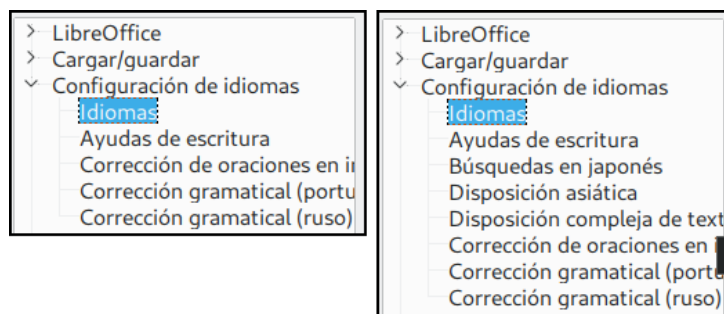 LibreOffice
Cargar/guardar
Configuración de idiomas
Idiomas
Ayudas de escritura
Corrección de oraciones en
Corrección gramatical
Corrección gramatical (ruso)
LibreOffice
Cargar/guardar
Configuración de idiomas
Idiomas
Ayudas de escritura
Búsquedas en japonés
Disposición asiática
Disposición compleja de
Corrección de oraciones en
Corrección gramatical
Corrección gramatical (ruso)